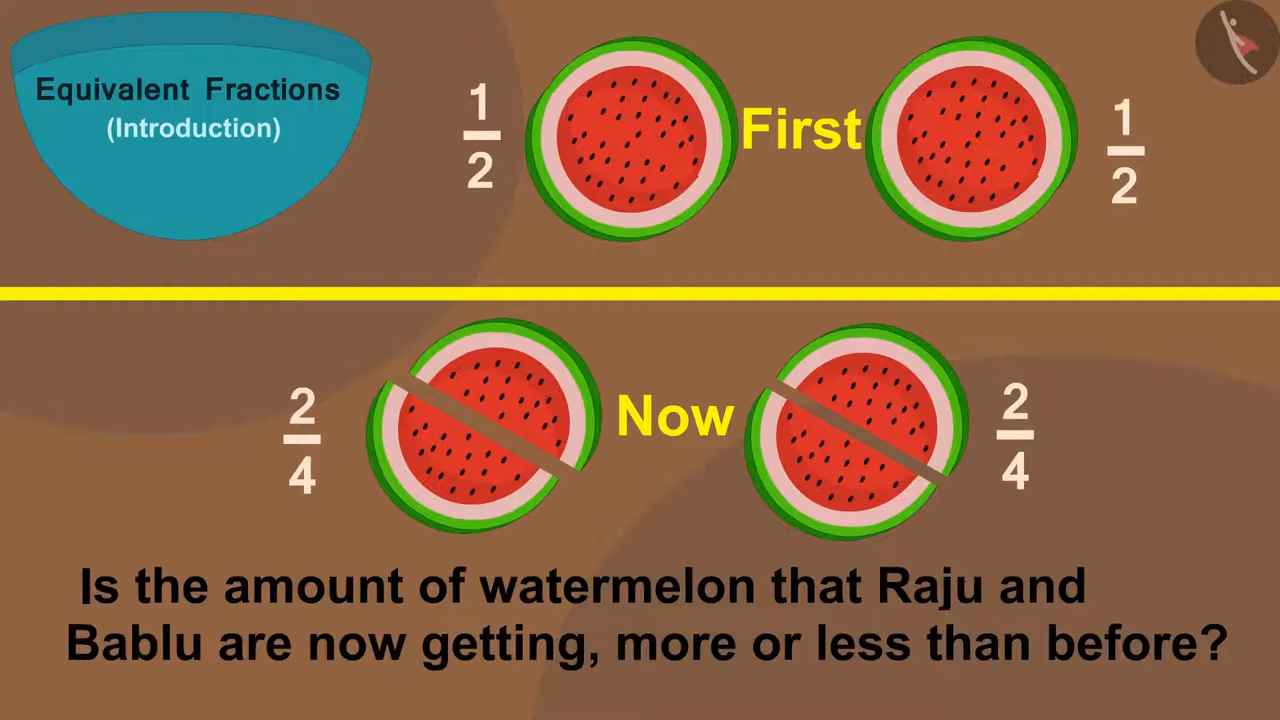 Equivalent Fractions
(Introduction)
1
2
First
1
2
2
4
Now
2
4
Is the amount of watermelon that Raju and
Bablu are now getting, more or less than before?